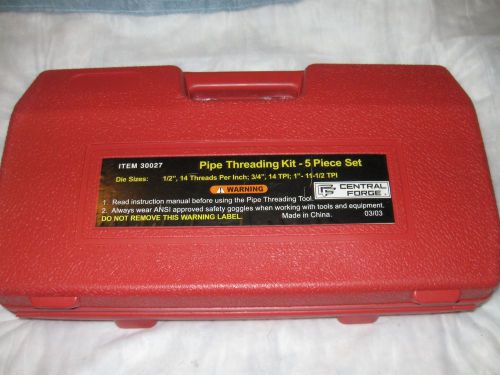 ITEM 30027 Pipe Threading Kit - 5 Piece Set
Die Sizes: 1/2", 14 Threads Per Inch; 3/4", 14 TPI; 1"- 11-1/2 TPI
WARNING
CENTRAL FORGE
1. Read instruction manual before using the Pipe Threading Tool.
2. Always wear ANSI approved safety goggles when working with tools and equipment.
DO NOT REMOVE THIS WARNING LABEL Made in China. 03/03